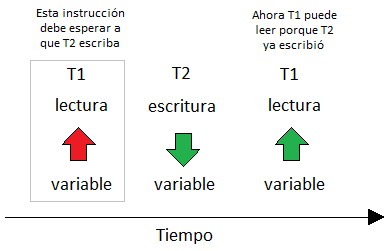 Esta instrucción
debe esperar a
que T2 escriba
Ahora T1 puede
leer porque T2
ya escribió
T1
T2
T1
lectura
escritura
lectura
variable
variable
variable
Tiempo